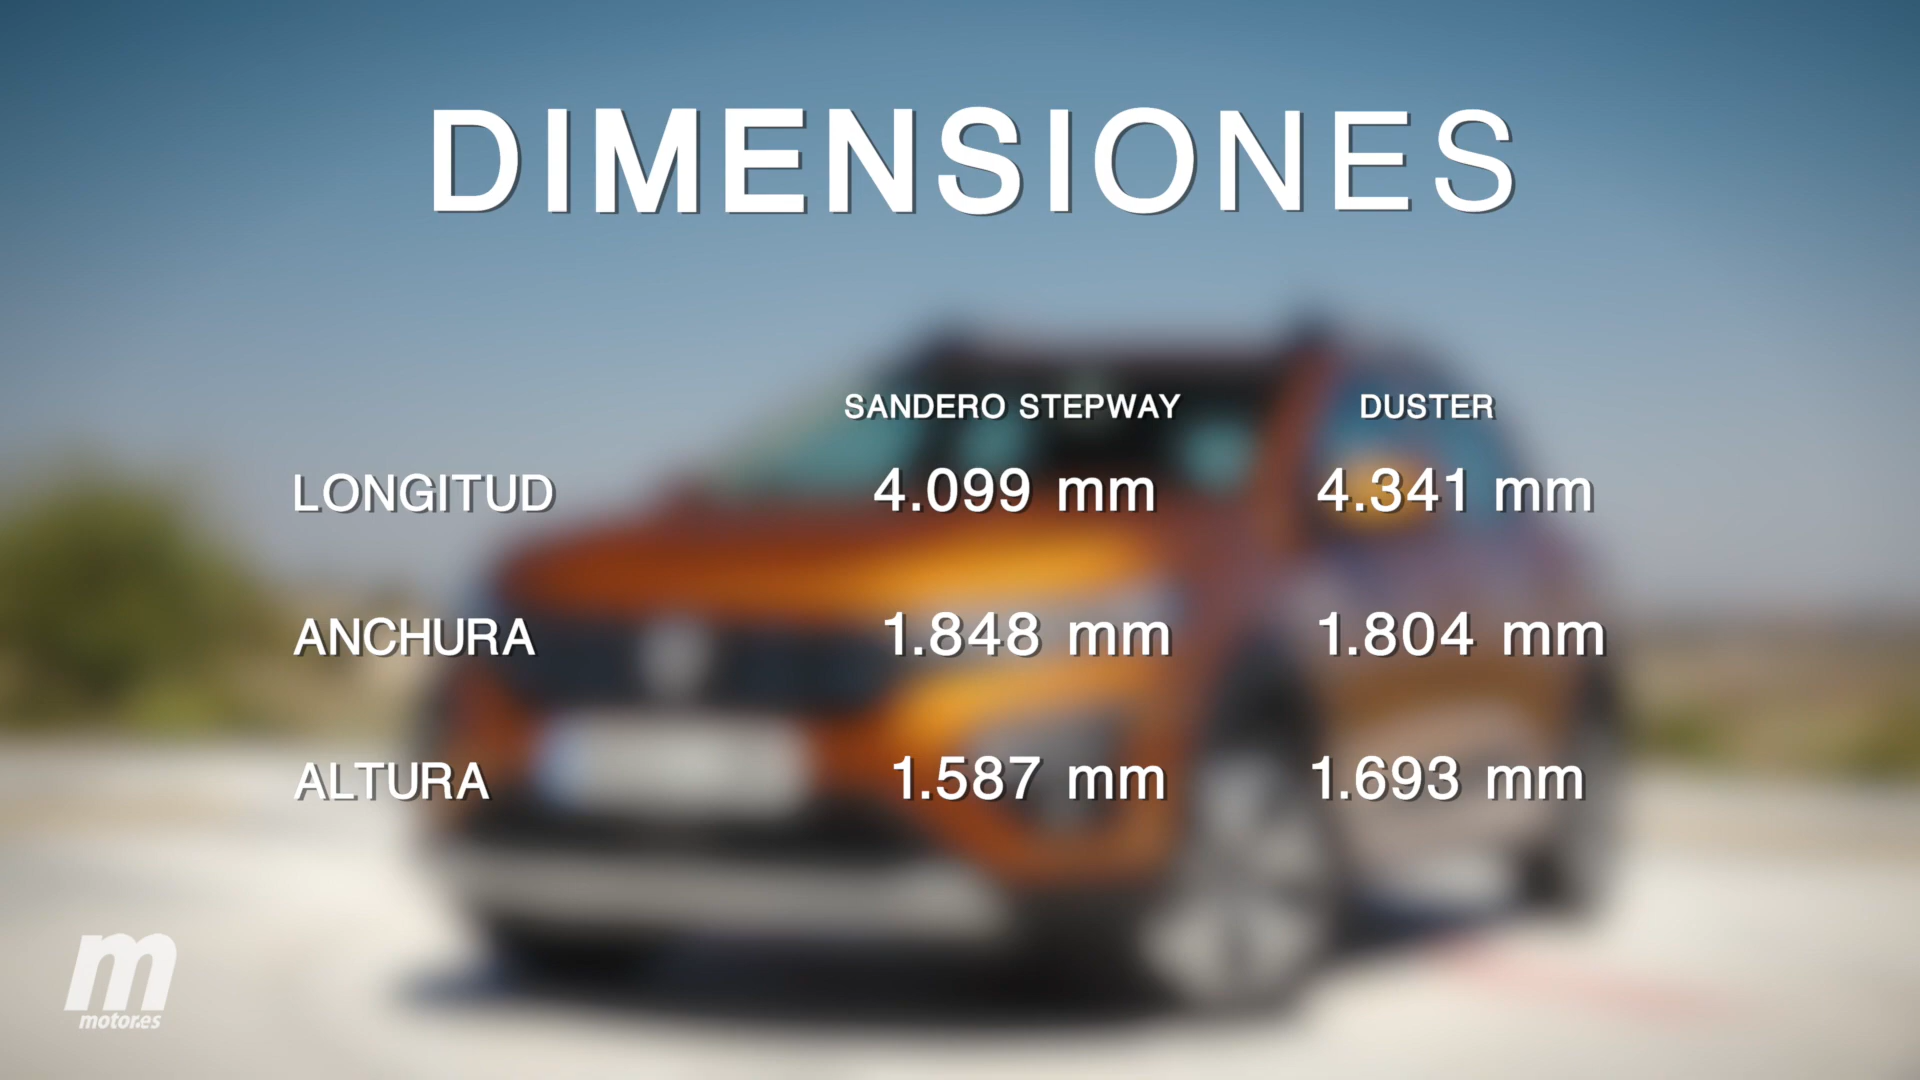 DIMENSIONES
SANDERO STEPWAY DUSTER
LONGITUD 4.099 mm 4.341 mm
ANCHURA 1.848 mm 1.804 mm
ALTURA 1.587 mm 1.693 mm
m
motor.es